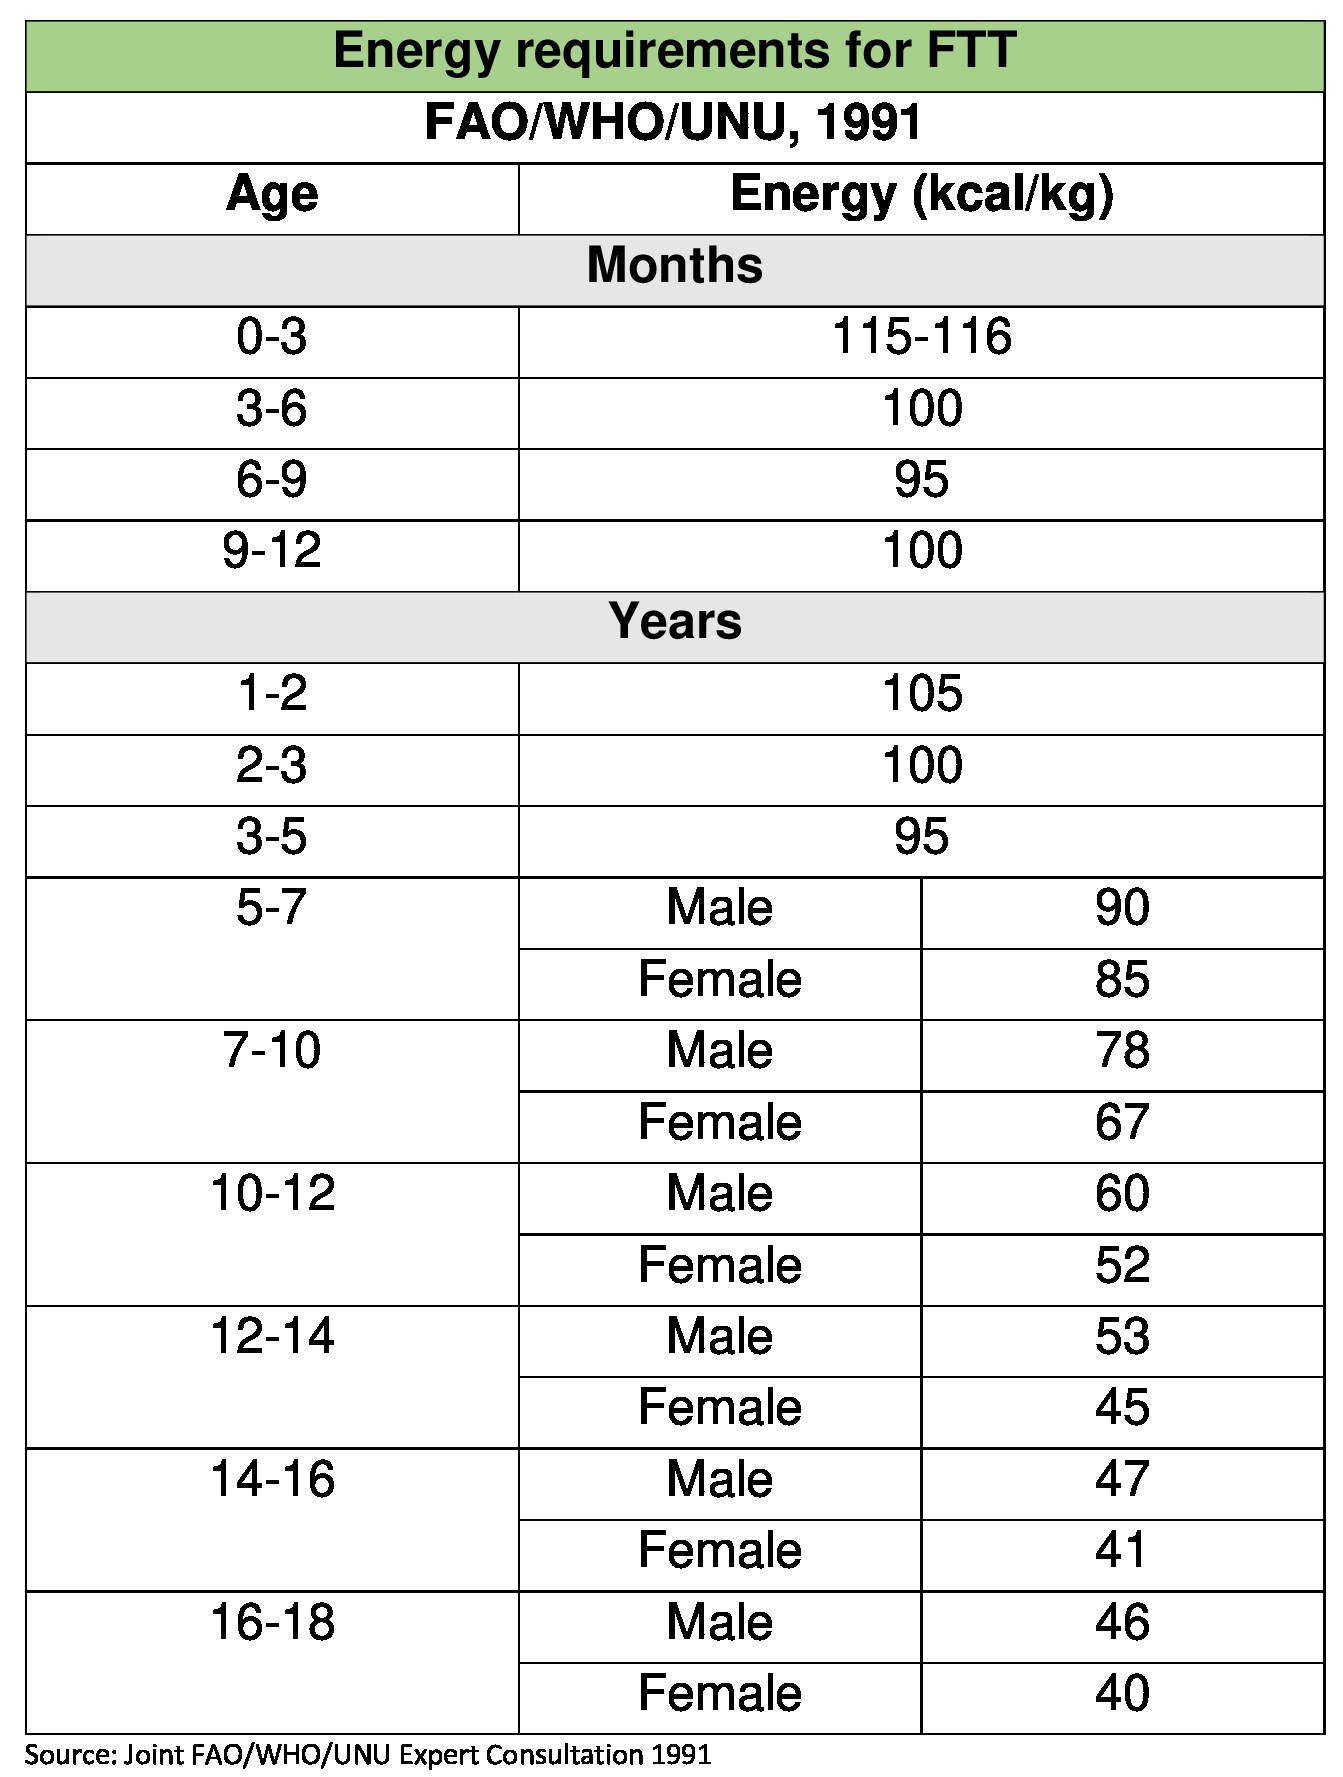 Energy requirements for FTT
FAO/WHO/UNU, 1991
Age Energy (kcal/kg)
Months
0-3 115-116
3-6 100
6-9 95
9-12 100
Years
1-2 105
2-3 100
3-5 95
5-7 Male 90
Female 85
7-10 Male 78
Female 67
10-12 Male 60
Female 52
12-14 Male 53
Female 45
14-16 Male 47
Female 41
16-18 Male 46
Female 40
Source: Joint FAO/WHO/UNU Expert Consultation 1991